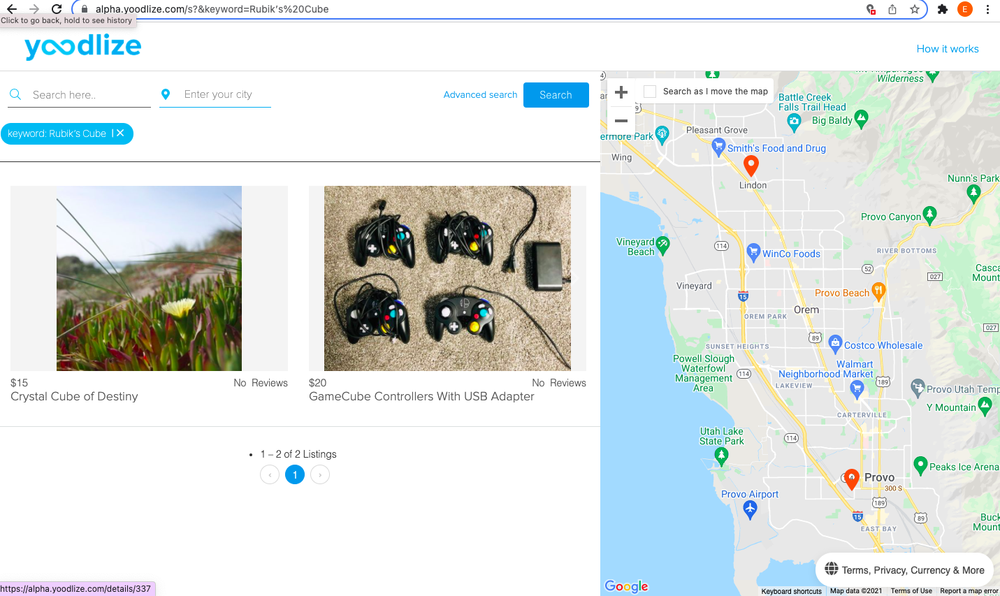 alpha.yoodlize.com/s?&keyword=Rubik’s%20Cube
E
Click to go back, hold to see history
yoodlize
How it works
Search here..
Enter your city
Advanced search
Search
keyword: Rubik’s Cube | X
$15
No Reviews
Crystal Cube of Destiny
$20
No Reviews
GameCube Controllers With USB Adapter
1 – 2 of 2 Listings
‹ 1 ›
https://alpha.yoodlize.com/details/337
+
Search as I move the map
−
Wilderness
Battle Creek
Falls Trail Head
Big Baldy
89
Pleasant Grove
ermore Park
Smith's Food and Drug
Wing
Lindon
Nunn's Park
Provo Canyon
Vineyard
Beach
114
WinCo Foods
RIVER BOTTOMS
52
027
Casca
Mount
Vineyard
15
Provo Beach
Orem
OREM PARK
027
89
SUNSET HEIGHTS
Costco Wholesale
Powell Slough
Waterfowl
Management
Area
114
LAKEVIEW
Walmart
Neighborhood Market
189
Provo Utah Temp
Y Mountain
CARTERVILLE
Utah Lake
State Park
114
Peaks Ice Arena
Provo
300 S
Provo Airport
189
15
89
EAST BAY
Buck
Mount
Terms, Privacy, Currency & More
Google
Keyboard shortcuts
Map data ©2021
Terms of Use
Report a map error